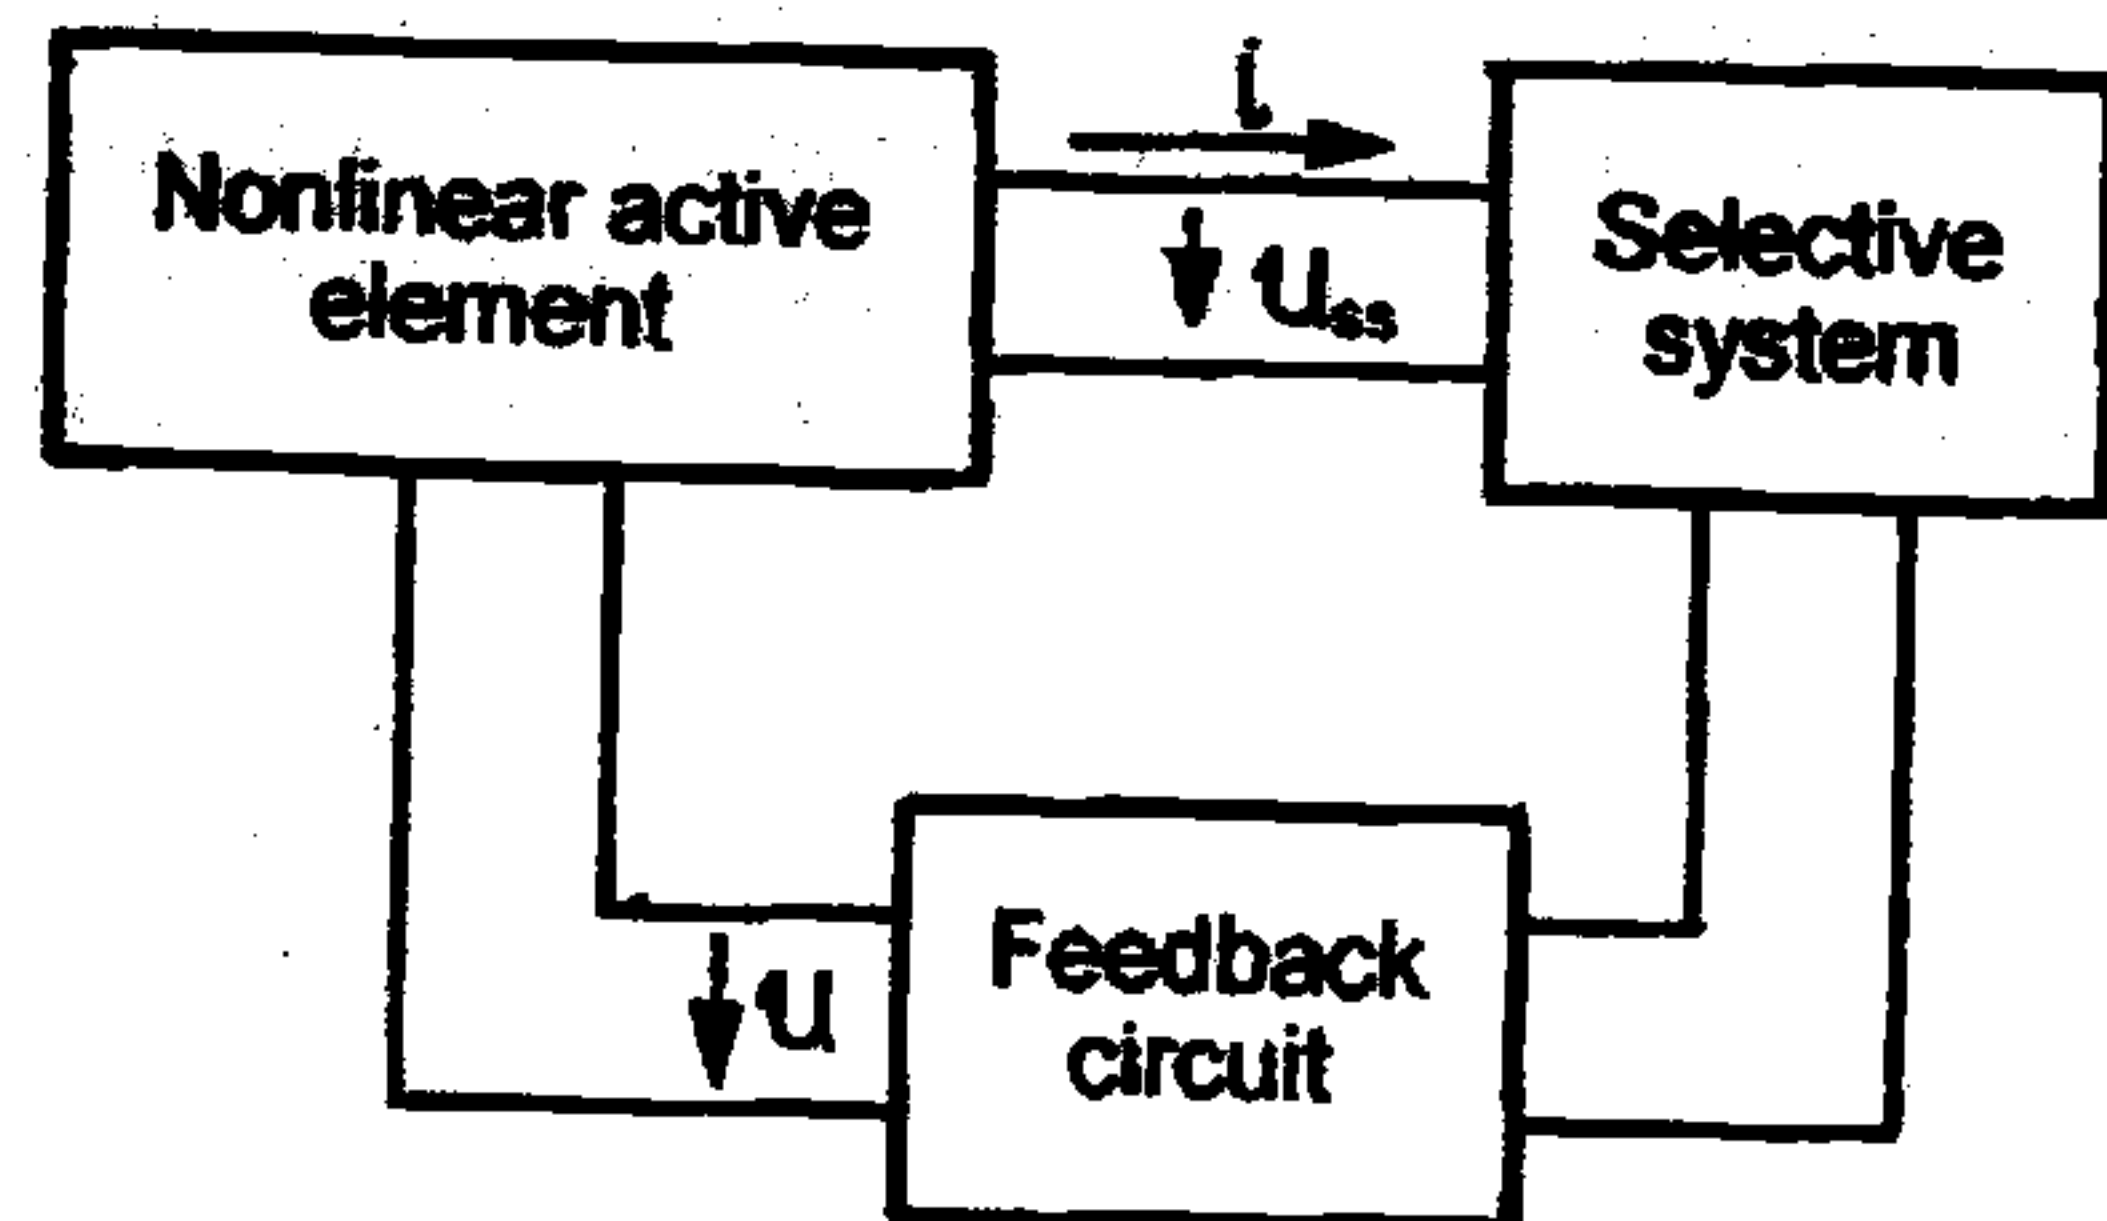 Nonlinear active
element
i
u_ss
Selective
system
u
Feedback
circuit